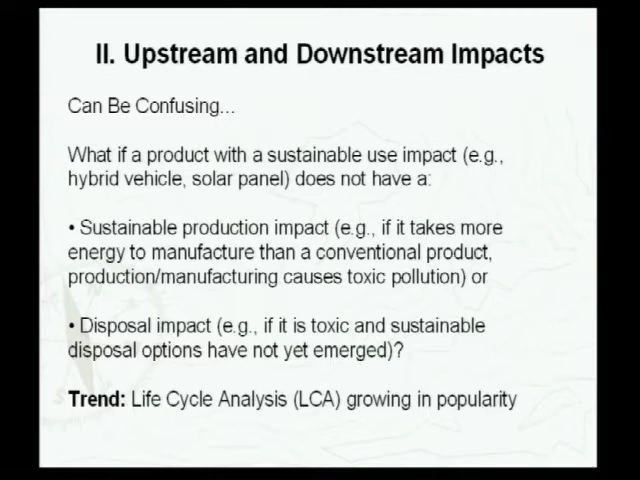 II. Upstream and Downstream Impacts
Can Be Confusing...
What if a product with a sustainable use impact (e.g.,
hybrid vehicle, solar panel) does not have a:
• Sustainable production impact (e.g., if it takes more
energy to manufacture than a conventional product,
production/manufacturing causes toxic pollution) or
• Disposal impact (e.g., if it is toxic and sustainable
disposal options have not yet emerged)?
Trend: Life Cycle Analysis (LCA) growing in popularity